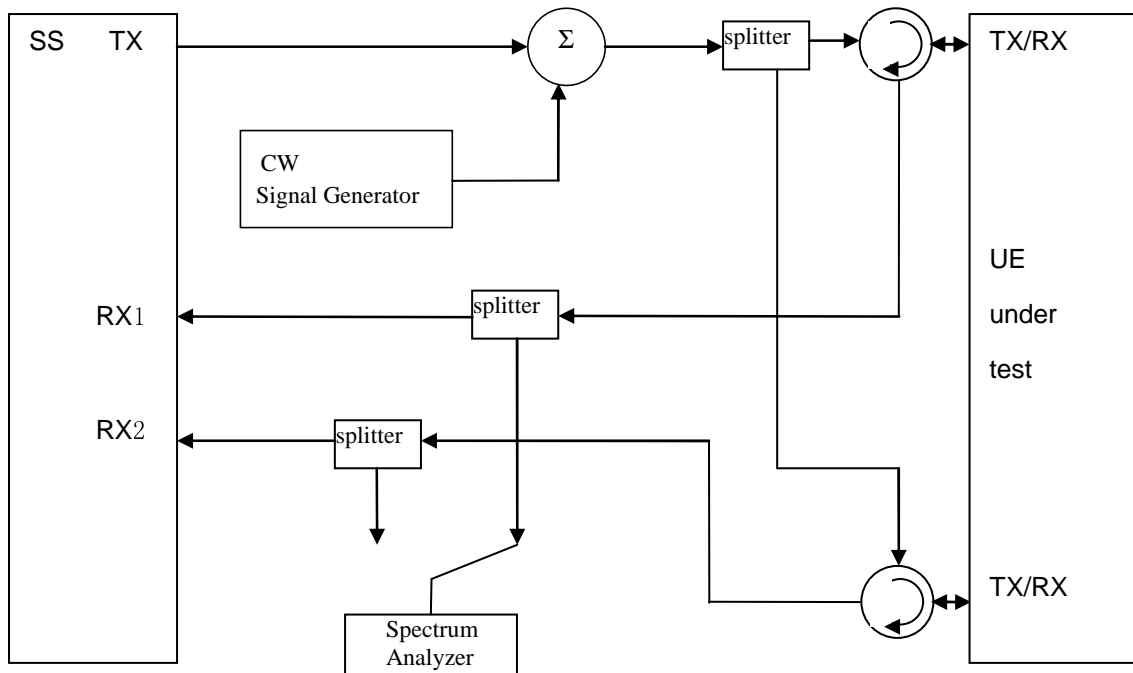 SS TX
Σ
splitter
TX/RX
CW
Signal Generator
UE
under
test
splitter
RX1
splitter
RX2
TX/RX
Spectrum
Analyzer